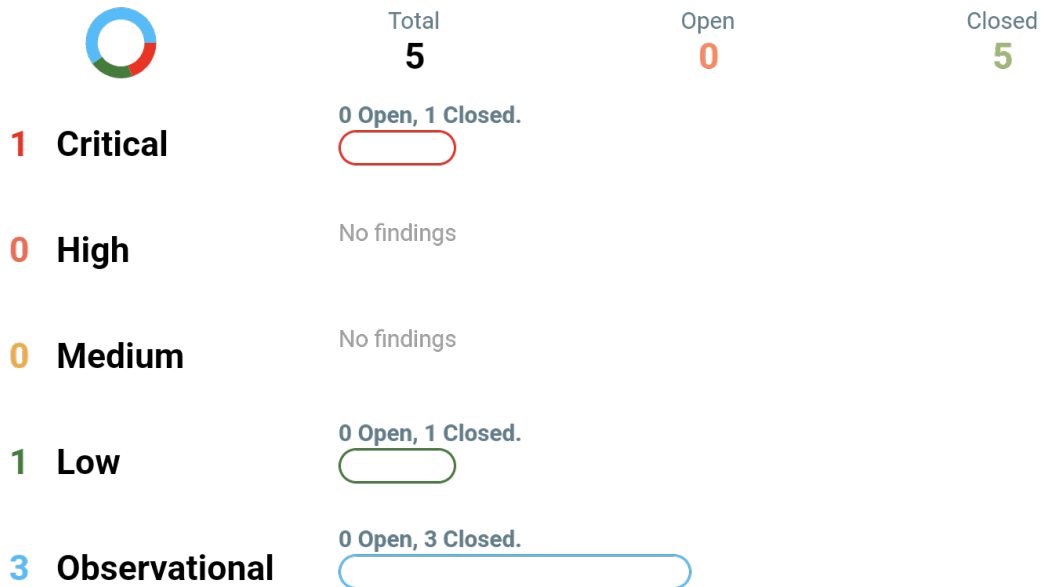 Total Open Closed
5 0 5
0 Open, 1 Closed.
1 Critical
No findings
0 High
No findings
0 Medium
0 Open, 1 Closed.
1 Low
0 Open, 3 Closed.
3 Observational